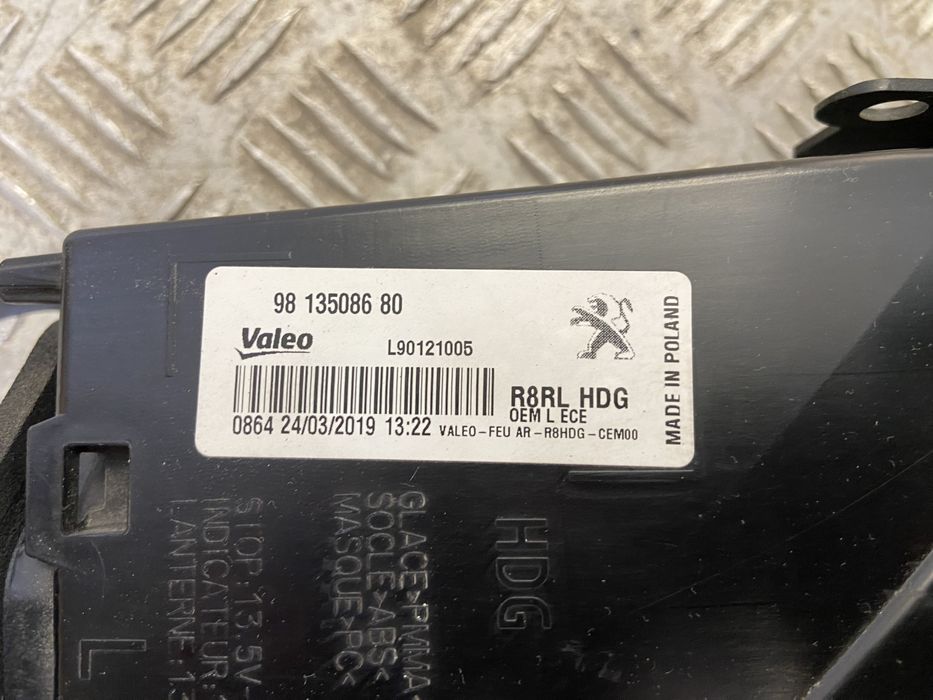 98 135086 80
Valeo
L90121005
R8RL HDG
OEM L ECE
0864 24/03/2019 13:22 VALEO-FEU AR-R8HDG-CEM00
MADE IN POLAND
HDG
GLACE>PMMA<
SOCLE>ABS<
MASQUE>PC<
STOP:13.5V
INDICATEUR:
LANTERNE:13
L